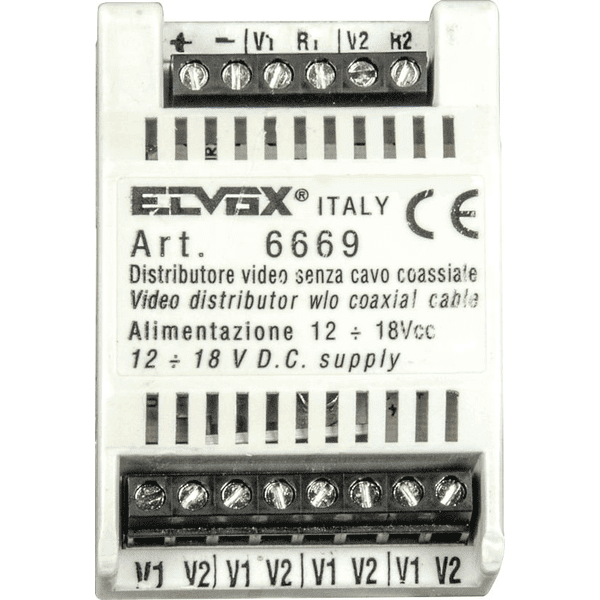 + – V1 R1 V2 R2
ELVOX® ITALY CE
Art. 6669
Distributore video senza cavo coassiale
Video distributor w/o coaxial cable
Alimentazione 12 ÷ 18Vcc
12 ÷ 18 V D.C. supply
V1 V2 V1 V2 V1 V2 V1 V2